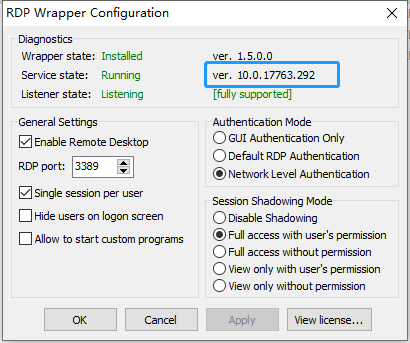 RDP Wrapper Configuration
Diagnostics
Wrapper state: Installed ver. 1.5.0.0
Service state: Running ver. 10.0.17763.292
Listener state: Listening [fully supported]
General Settings
Enable Remote Desktop
RDP port: 3389
Single session per user
Hide users on logon screen
Allow to start custom programs
Authentication Mode
GUI Authentication Only
Default RDP Authentication
Network Level Authentication
Session Shadowing Mode
Disable Shadowing
Full access with user's permission
Full access without permission
View only with user's permission
View only without permission
OK Cancel Apply View license...